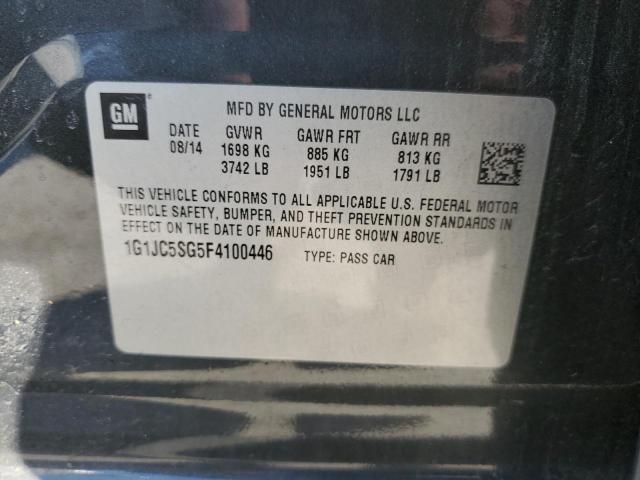 GM ®
MFD BY GENERAL MOTORS LLC
DATE GVWR GAWR FRT GAWR RR
08/14 1698 KG 885 KG 813 KG
3742 LB 1951 LB 1791 LB
THIS VEHICLE CONFORMS TO ALL APPLICABLE U.S. FEDERAL MOTOR
VEHICLE SAFETY, BUMPER, AND THEFT PREVENTION STANDARDS IN
EFFECT ON THE DATE OF MANUFACTURE SHOWN ABOVE.
1G1JC5SG5F4100446 TYPE: PASS CAR